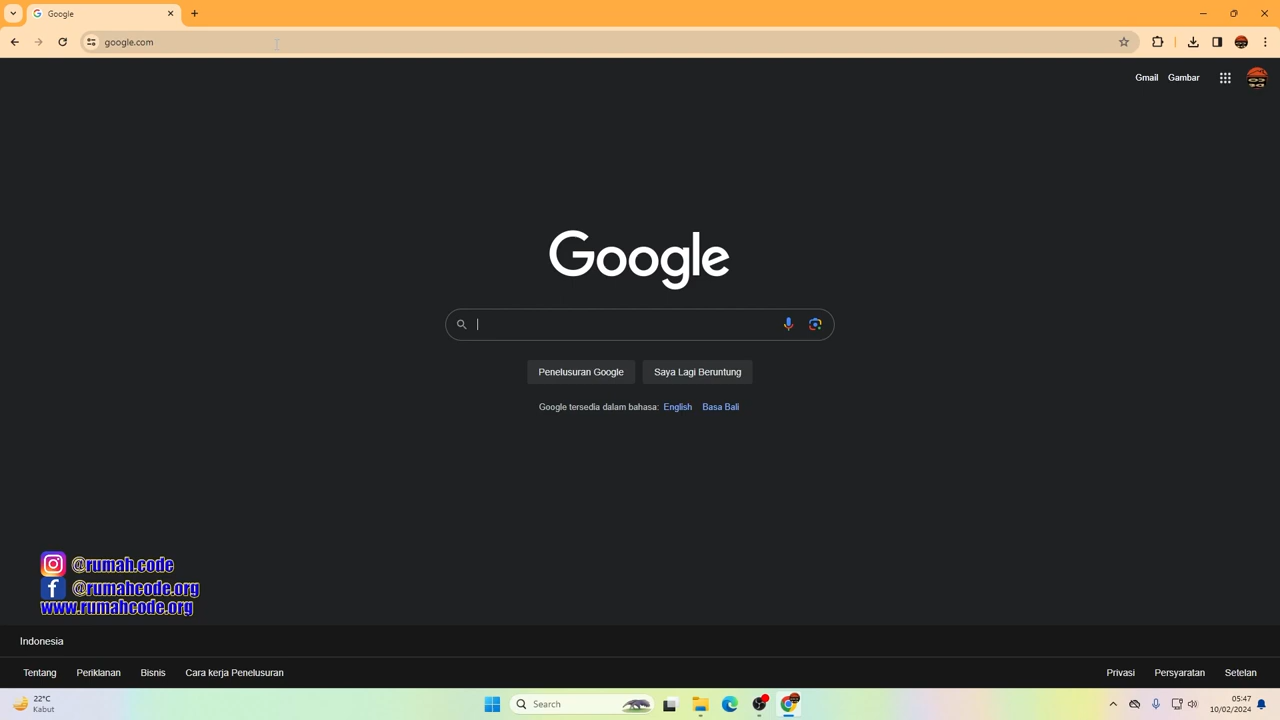 Google
google.com
Gmail Gambar
Google
Penelusuran Google Saya Lagi Beruntung
Google tersedia dalam bahasa: English Basa Bali
@rumah.code
@rumahcode.org
www.rumahcode.org
Indonesia
Tentang Periklanan Bisnis Cara kerja Penelusuran Privasi Persyaratan Setelan
22°C
Kabut
Search
05:47
10/02/2024